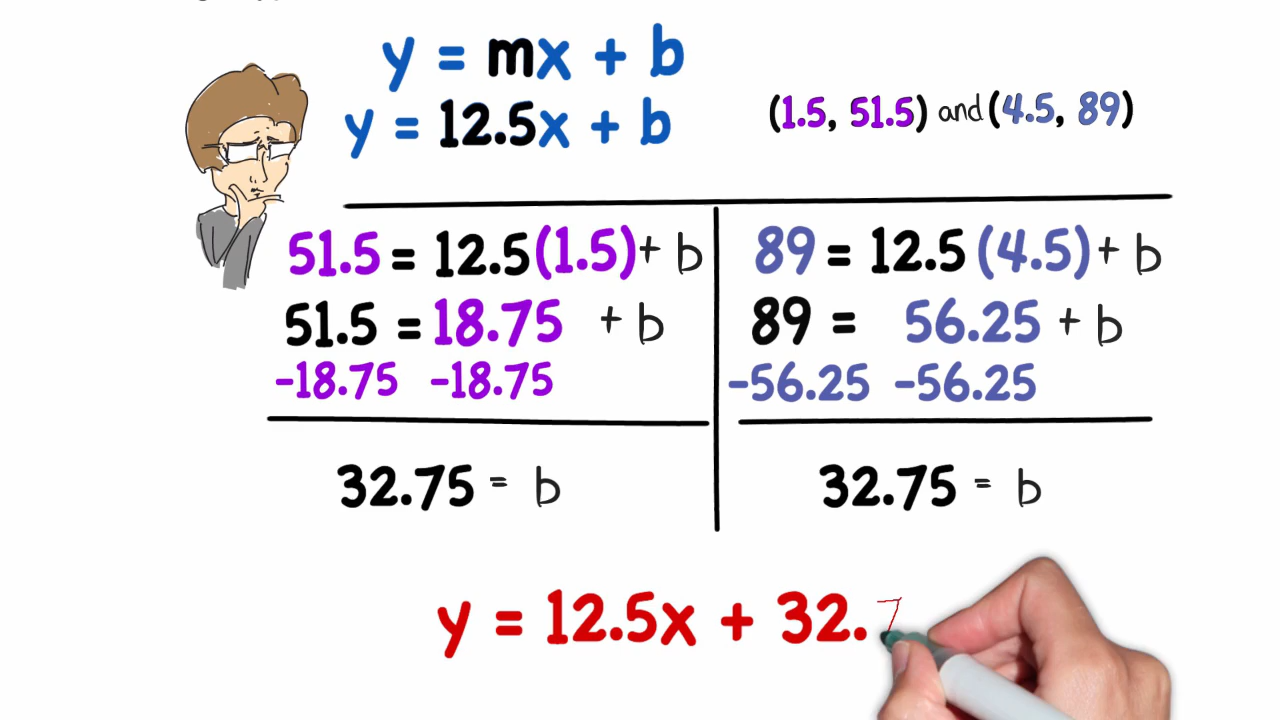 y = mx + b
y = 12.5x + b
(1.5, 51.5) and (4.5, 89)
51.5 = 12.5(1.5) + b
51.5 = 18.75 + b
-18.75 -18.75
32.75 = b
89 = 12.5(4.5) + b
89 = 56.25 + b
-56.25 -56.25
32.75 = b
y = 12.5x + 32.7